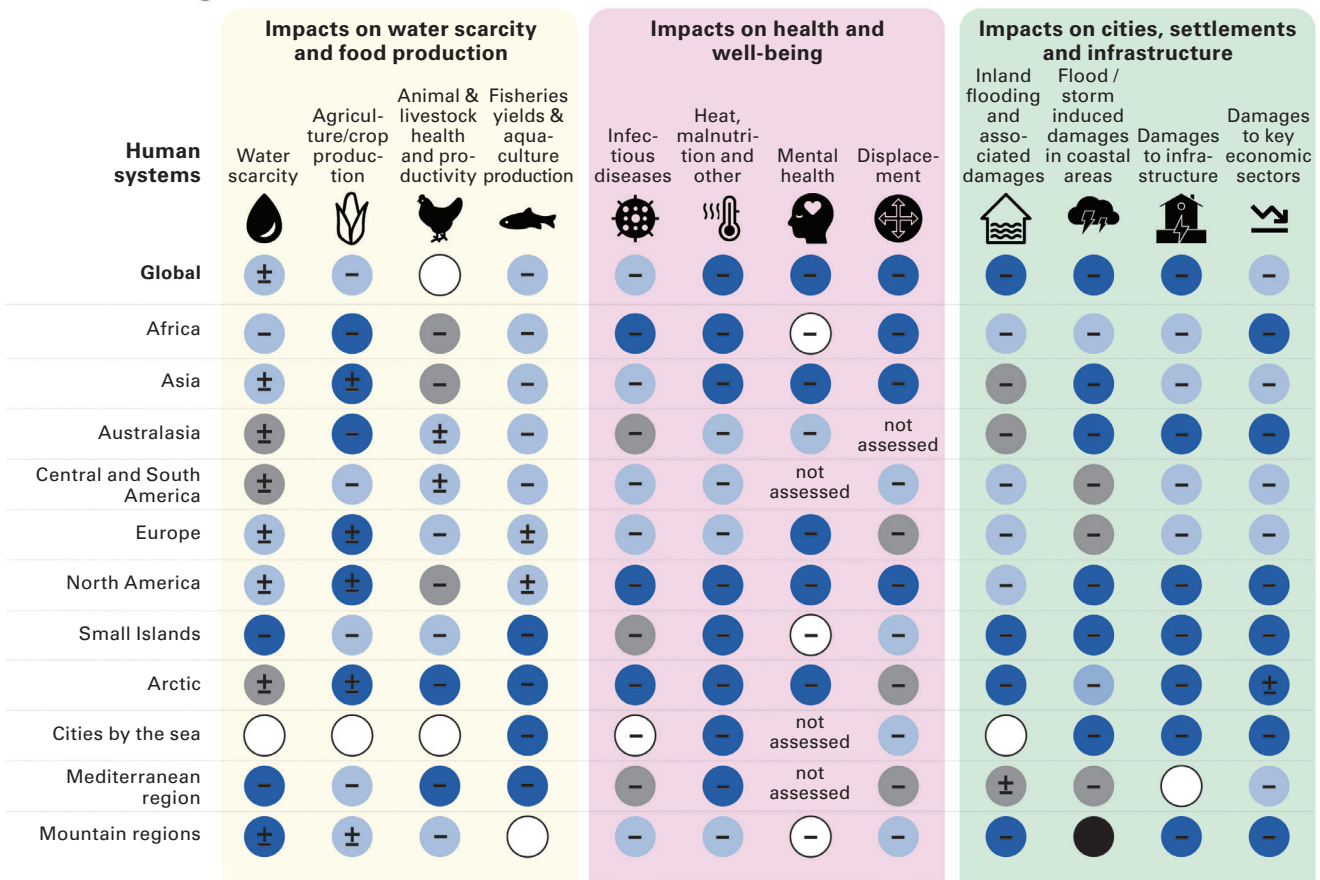 Impacts on water scarcity
and food production
Impacts on health and
well-being
Impacts on cities, settlements
and infrastructure
Human
systems
Water
scarcity
Agricul-
ture/crop
produc-
tion
Animal &
livestock
health
and pro-
ductivity
Fisheries
yields &
aqua-
culture
production
Infec-
tious
diseases
Heat,
malnutri-
tion and
other
Mental
health
Displace-
ment
Inland
flooding
and
asso-
ciated
damages
Flood /
storm
induced
damages
in coastal
areas
Damages
to infra-
structure
Damages
to key
economic
sectors
Global
± − − − − − − − − − −
Africa
− − − − − − − − − − − −
Asia
± ± − − − − − − − − − −
Australasia
± − ± − − − − not assessed − − − −
Central and South
America
± − ± − − − not assessed − − − − −
Europe
± ± − ± − − − − − − − −
North America
± ± − ± − − − − − − − −
Small Islands
− − − − − − − − − − − −
Arctic
± ± − − − − − − − − − ±
Cities by the sea
− − − not assessed − − − −
Mediterranean
region
− − − − − − not assessed − ± − −
Mountain regions
± ± − − − − − − − −